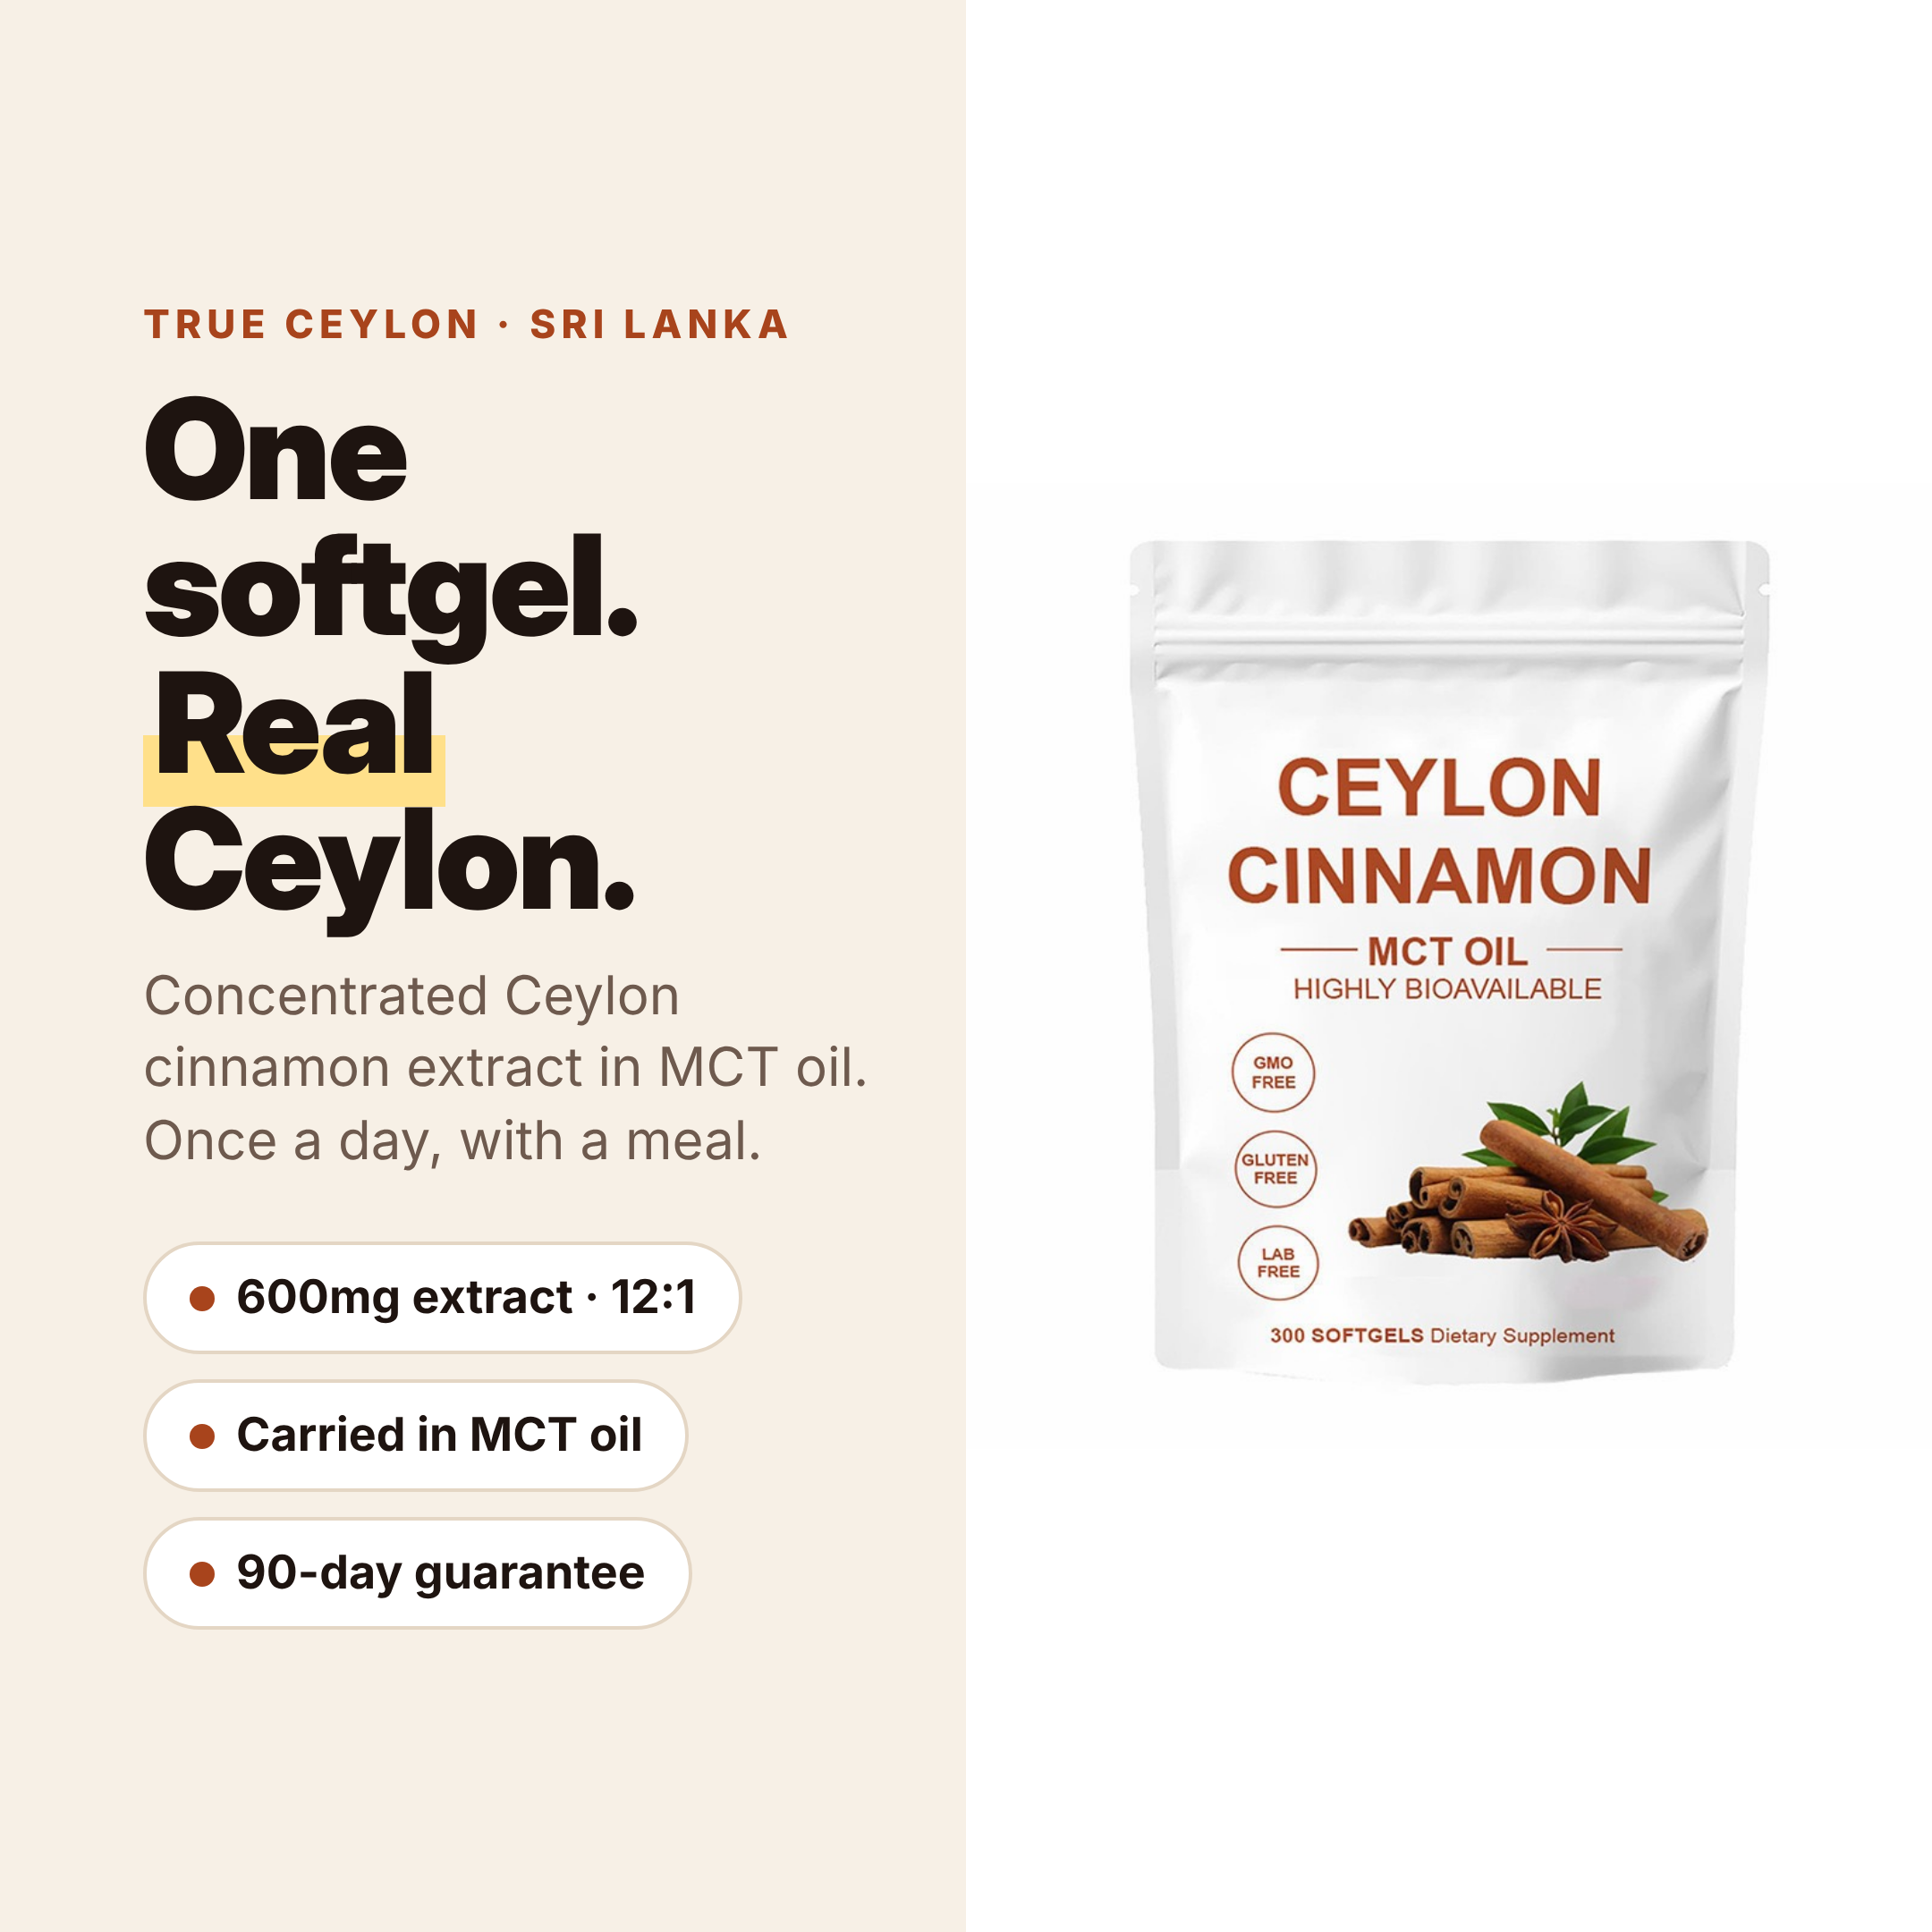 TRUE CEYLON · SRI LANKA
One
softgel.
Real
Ceylon.
Concentrated Ceylon
cinnamon extract in MCT oil.
Once a day, with a meal.
600mg extract · 12:1
Carried in MCT oil
90-day guarantee
CEYLON
CINNAMON
MCT OIL
HIGHLY BIOAVAILABLE
GMO
FREE
GLUTEN
FREE
LAB
FREE
300 SOFTGELS Dietary Supplement